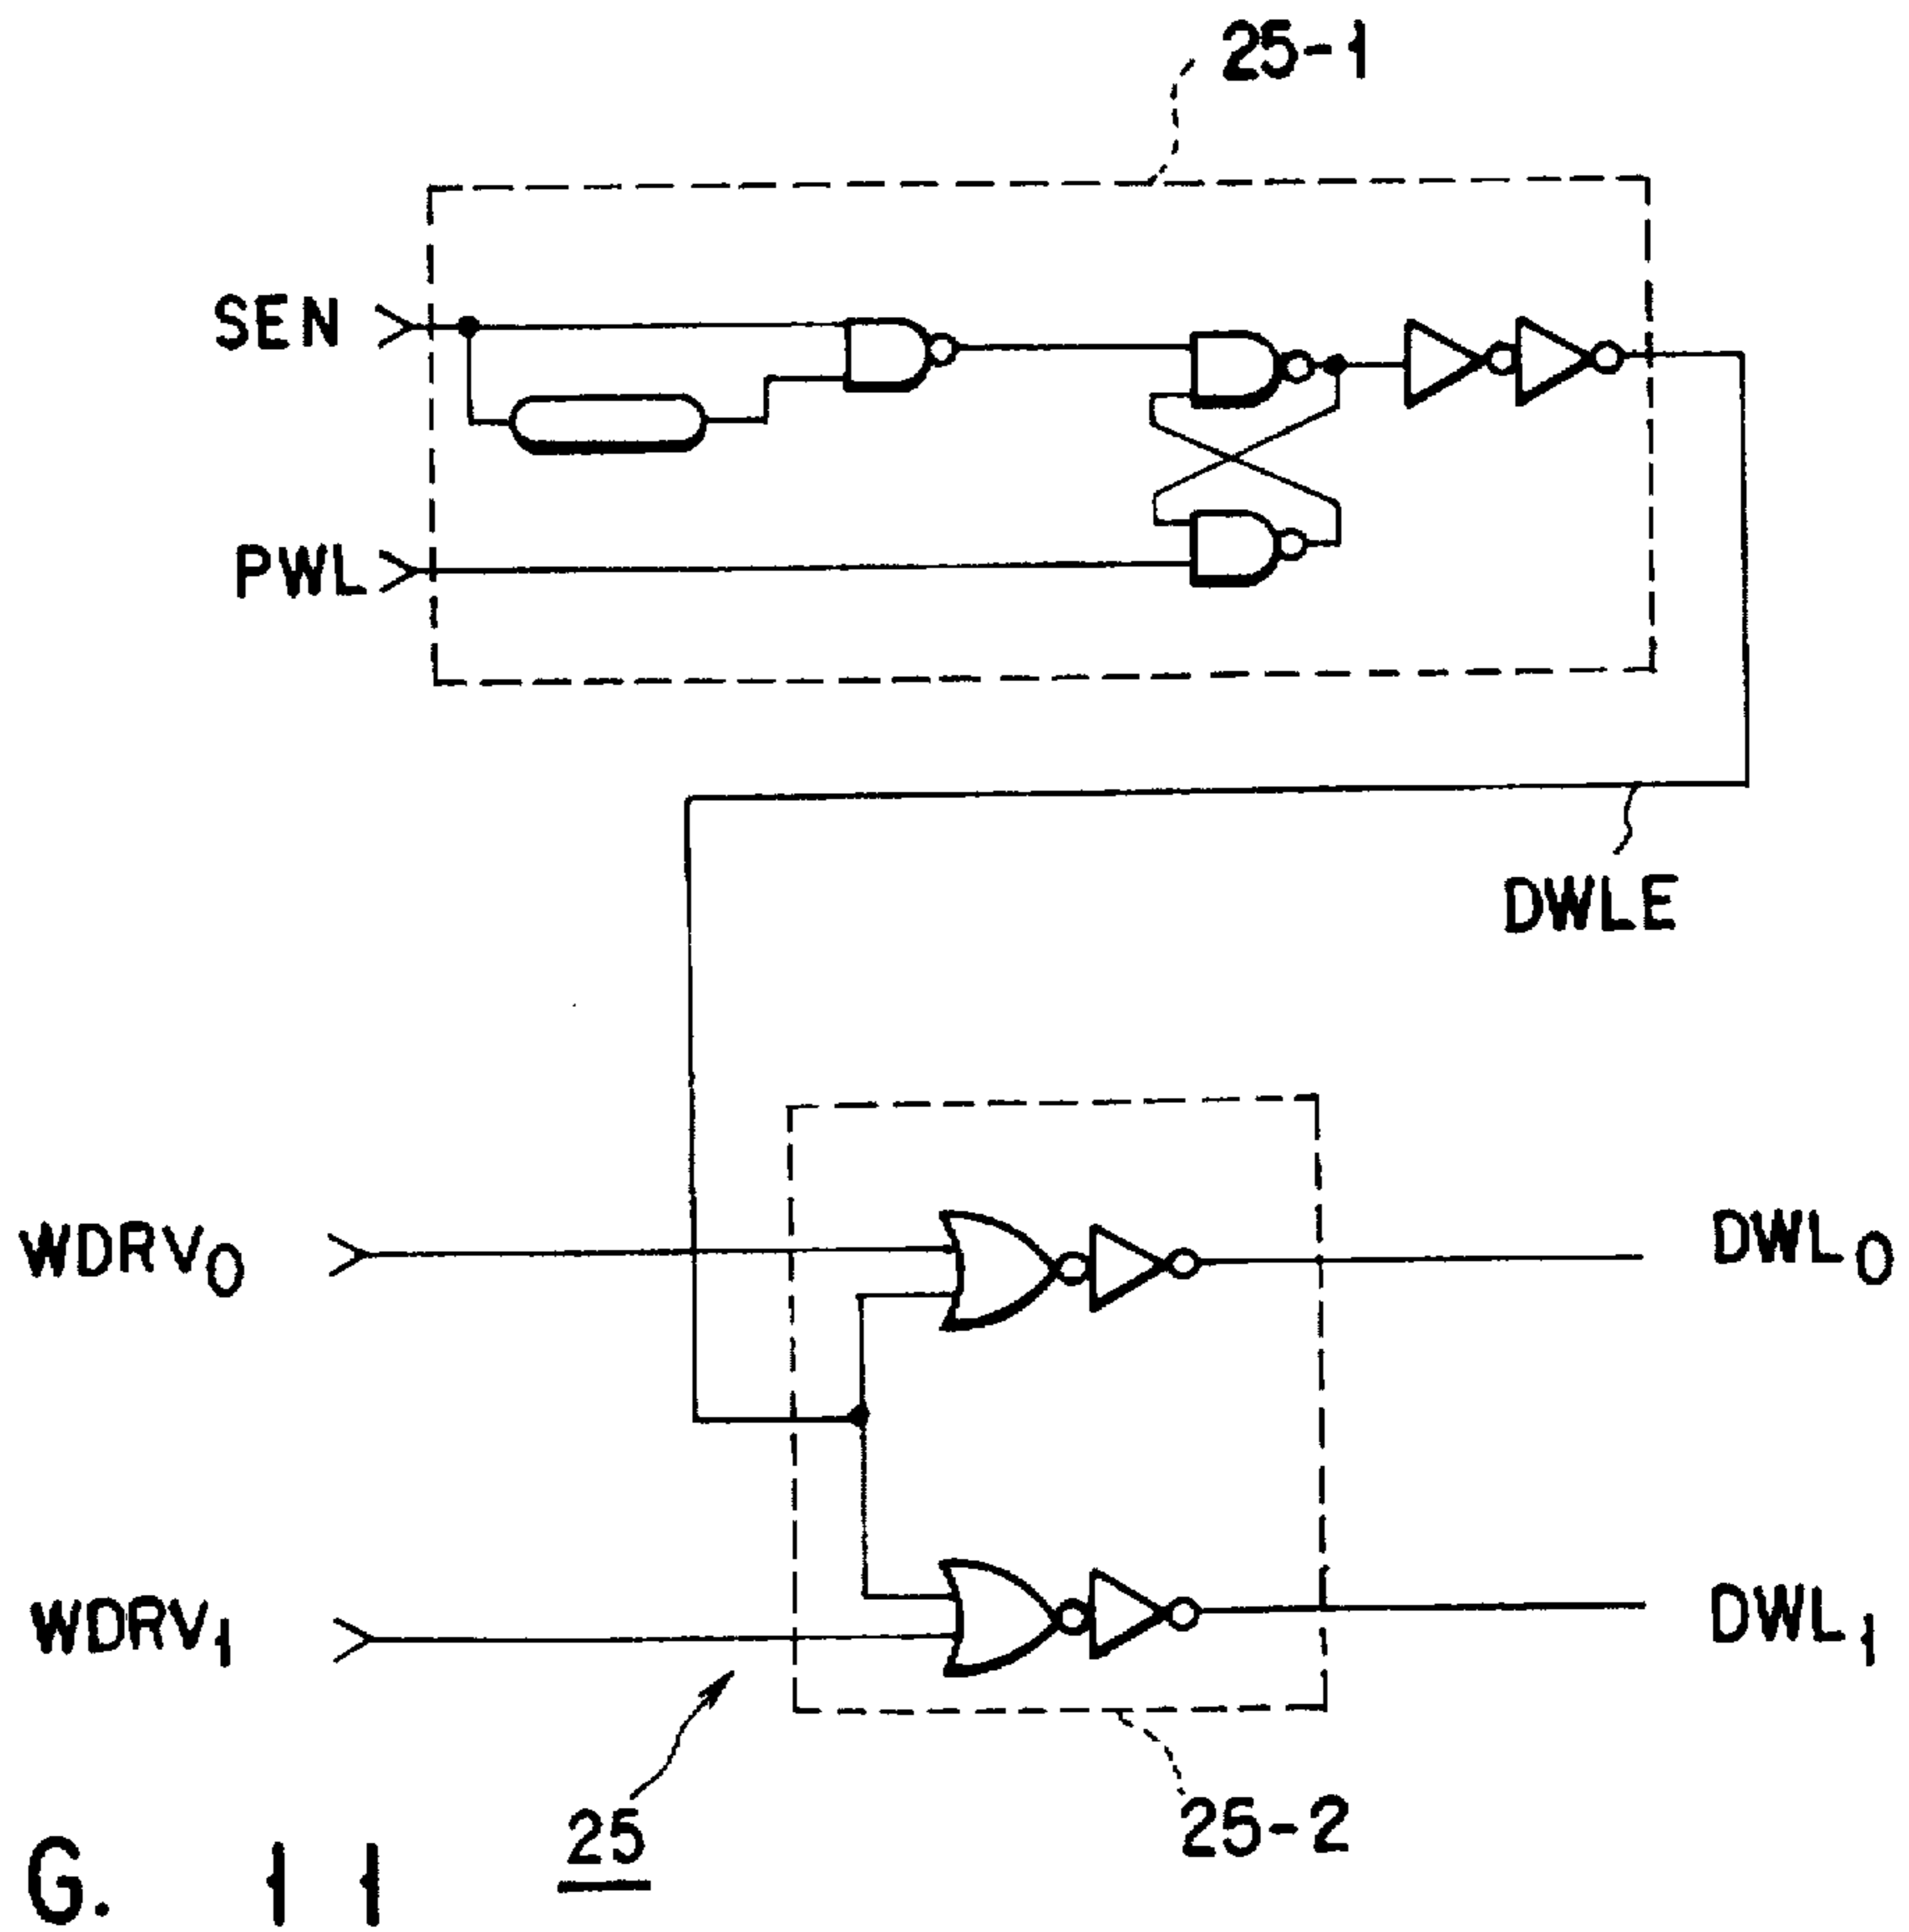 25-1
SEN
PWL
DWLE
WDRV0
DWL0
WDRV1
DWL1
25
25-2
G. 11